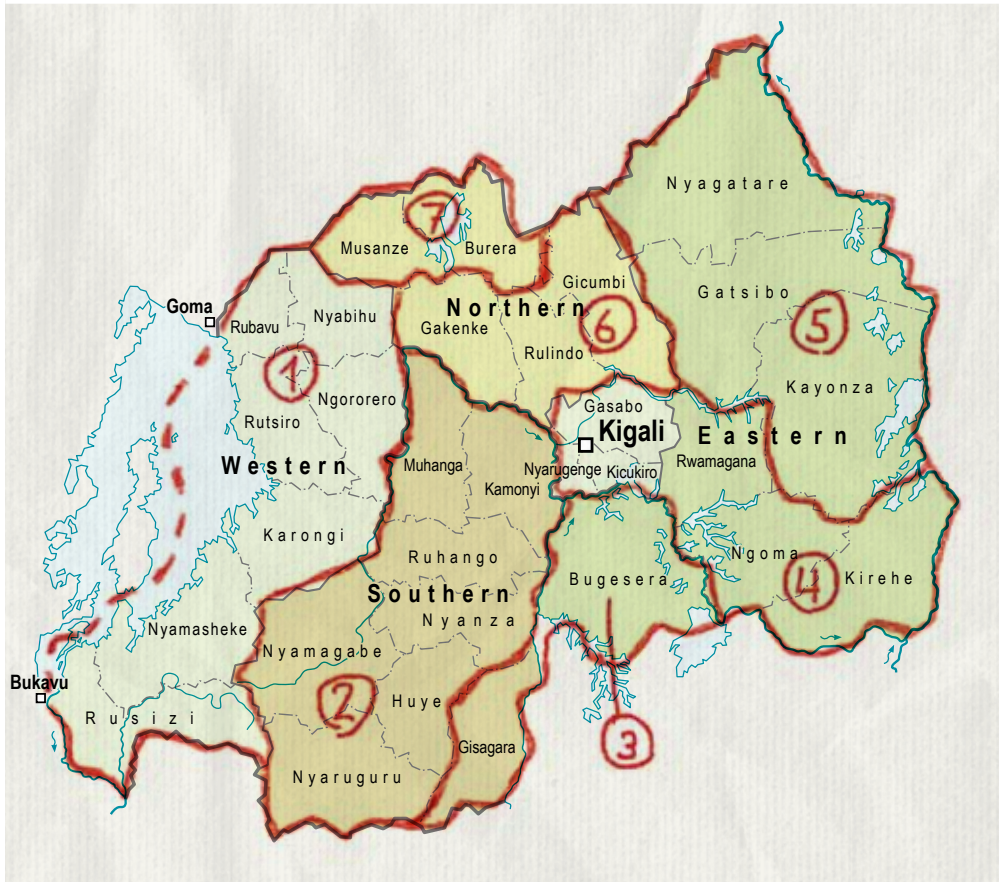 Nyagatare
7
Musanze
Burera
Gicumbi
Gatsibo
Goma
Nyabihu
Northern
5
Rubavu
Gakenke
6
Rulindo
1
Ngororero
Kayonza
Gasabo
Rutsiro
Kigali
Eastern
Western
Muhanga
Nyarugenge
Kicukiro
Rwamagana
Kamonyi
Karongi
Ruhango
Ngoma
Bugesera
4
Kirehe
Southern
Nyanza
Nyamasheke
Nyamagabe
Bukavu
2
Huye
Rusizi
3
Gisagara
Nyaruguru